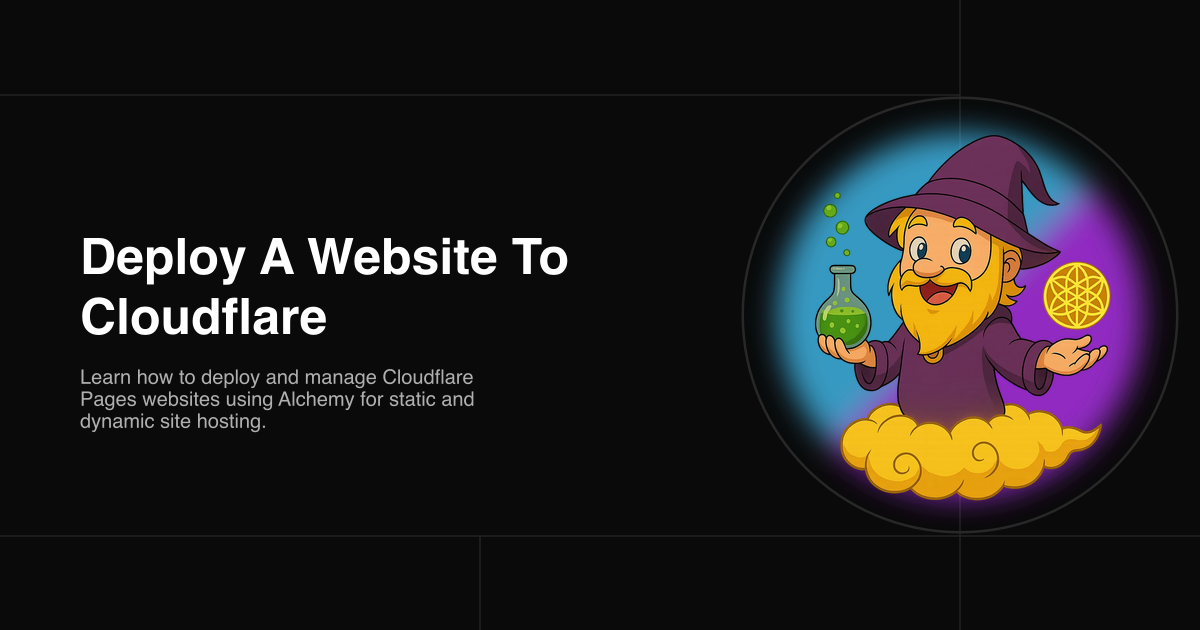 Deploy A Website To
Cloudflare
Learn how to deploy and manage Cloudflare
Pages websites using Alchemy for static and
dynamic site hosting.